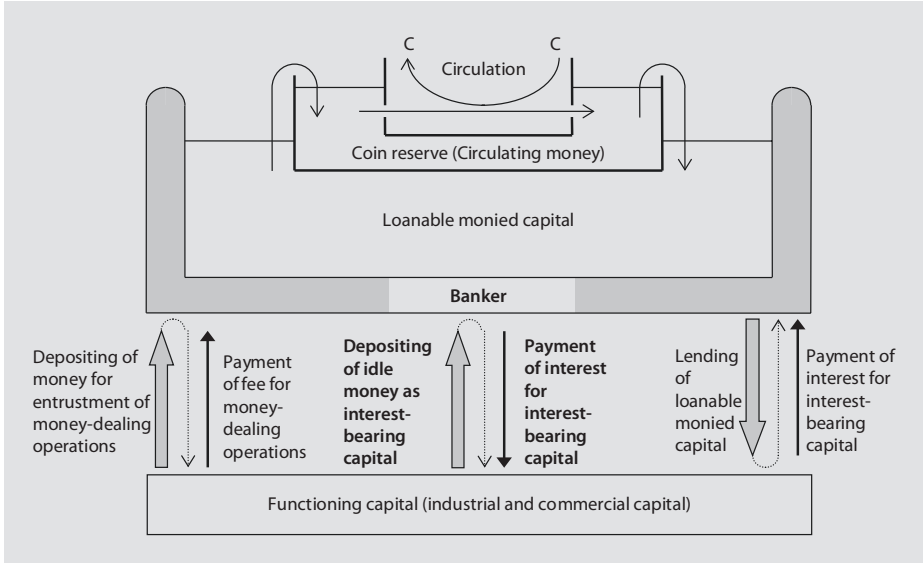 C
C
Circulation
Coin reserve (Circulating money)
Loanable monied capital
Banker
Depositing of
money for
entrustment of
money-dealing
operations
Payment
of fee for
money-
dealing
operations
Depositing
of idle
money as
interest-
bearing
capital
Payment
of interest
for
interest-
bearing
capital
Lending
of
loanable
monied
capital
Payment of
interest for
interest-
bearing
capital
Functioning capital (industrial and commercial capital)